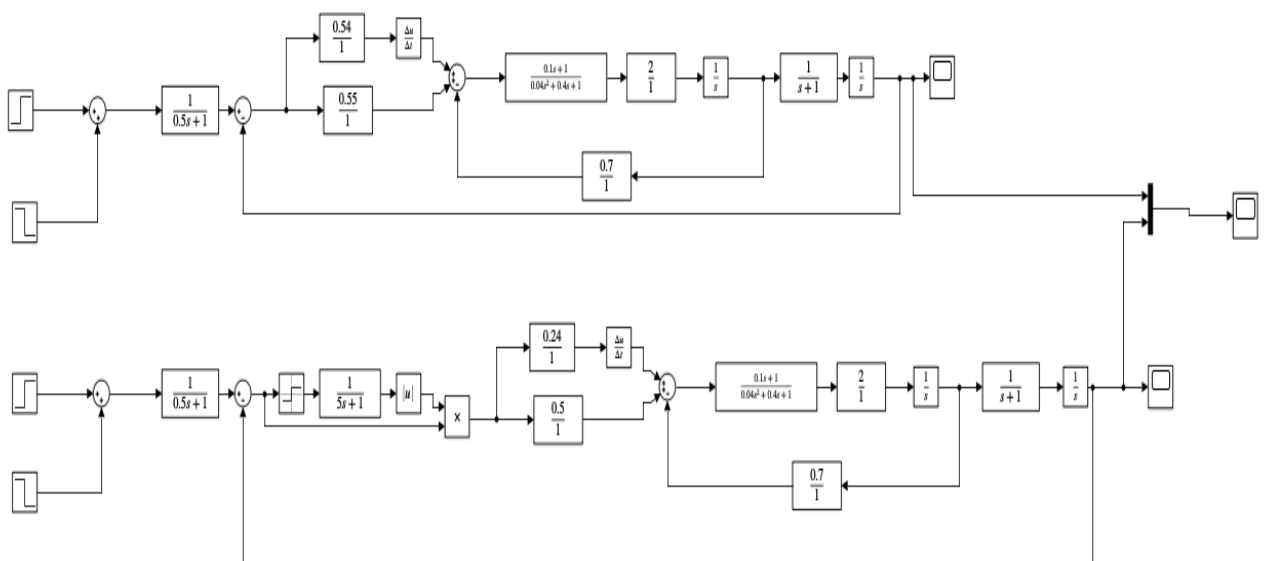 0.54
1
Δu
Δt
+
+
-
0.1s + 1
0.04s² + 0.4s + 1
2
1
1
s
1
s + 1
1
s
+
+
1
0.5s + 1
+
-
0.55
1
0.7
1
0.24
1
Δu
Δt
+
+
1
0.5s + 1
+
-
1
5s + 1
|u|
×
0.5
1
+
+
-
0.1s + 1
0.04s² + 0.4s + 1
2
1
1
s
1
s + 1
1
s
0.7
1